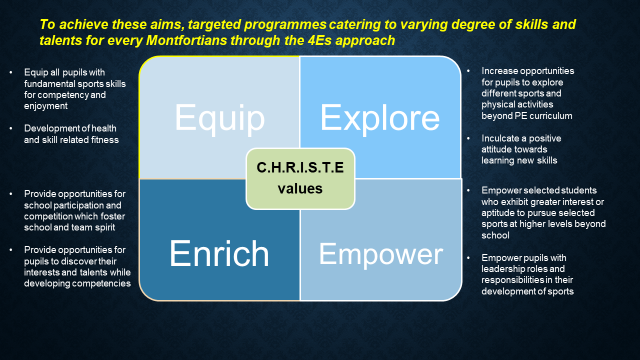 To achieve these aims, targeted programmes catering to varying degree of skills and
talents for every Montfortians through the 4Es approach
• Equip all pupils with
fundamental sports skills
for competency and
enjoyment
• Development of health
and skill related fitness
Equip
Explore
• Increase opportunities
for pupils to explore
different sports and
physical activities
beyond PE curriculum
• Inculcate a positive
attitude towards
learning new skills
C.H.R.I.S.T.E
values
• Provide opportunities for
school participation and
competition which foster
school and team spirit
• Provide opportunities for
pupils to discover their
interests and talents while
developing competencies
Enrich
Empower
• Empower selected students
who exhibit greater interest or
aptitude to pursue selected
sports at higher levels beyond
school
• Empower pupils with
leadership roles and
responsibilities in their
development of sports